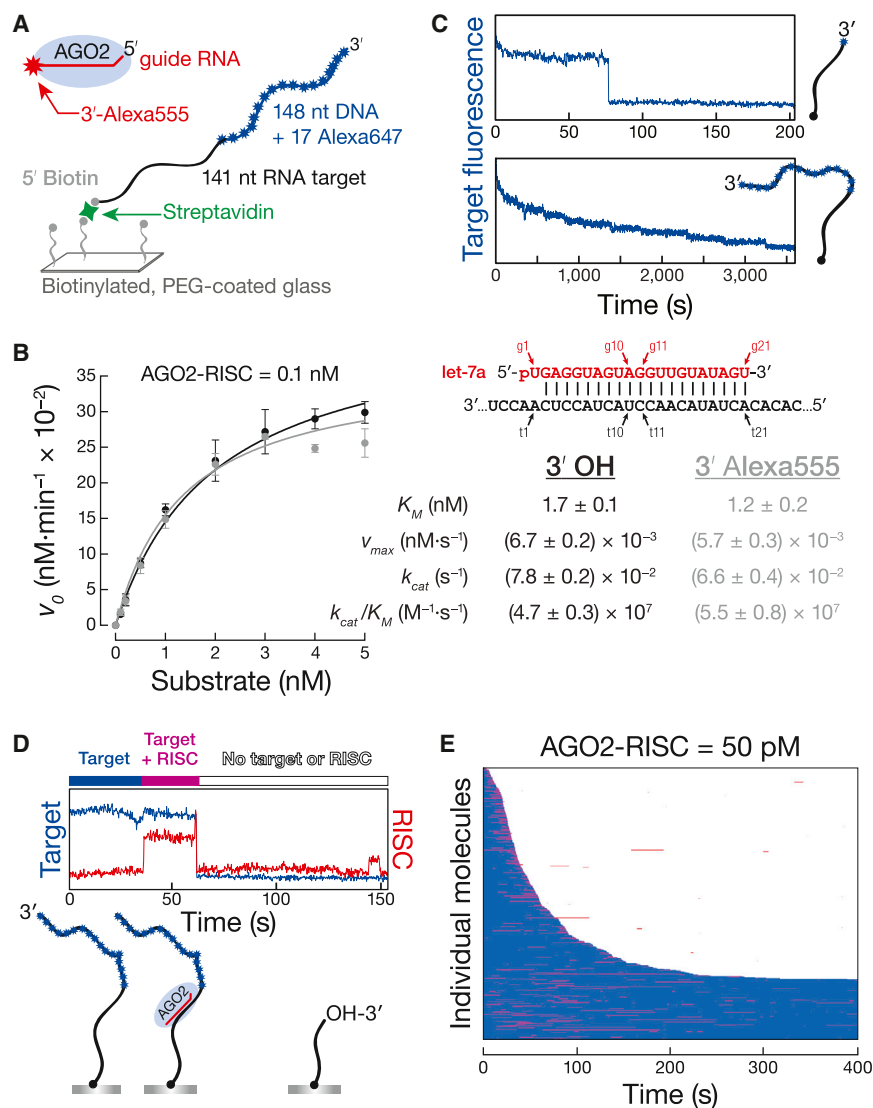 A
AGO2
5′
guide RNA
3′-Alexa555
3′
148 nt DNA
+ 17 Alexa647
5′ Biotin
141 nt RNA target
Streptavidin
Biotinylated, PEG-coated glass
C
Target fluorescence
3′
0 50 100 150 200
3′
0 1,000 2,000 3,000
Time (s)
B
AGO2-RISC = 0.1 nM
v0 (nM·min−1 × 10−2)
35
30
25
20
15
10
5
0
0 1 2 3 4 5
Substrate (nM)
g1 g10 g11 g21
let-7a 5′-pUGAGGUAGUAGGUUGUAUAGU-3′
3′...UCCAACUCCAUCAUCCAACAUAUCACACAC...5′
t1 t10 t11 t21
3′ OH 3′ Alexa555
KM (nM) 1.7 ± 0.1 1.2 ± 0.2
vmax (nM·s−1) (6.7 ± 0.2) × 10−3 (5.7 ± 0.3) × 10−3
kcat (s−1) (7.8 ± 0.2) × 10−2 (6.6 ± 0.4) × 10−2
kcat/KM (M−1·s−1) (4.7 ± 0.3) × 107 (5.5 ± 0.8) × 107
D
Target
Target
+ RISC
No target or RISC
Target
RISC
0 50 100 150
Time (s)
3′
AGO2
OH-3′
E
AGO2-RISC = 50 pM
Individual molecules
0 100 200 300 400
Time (s)